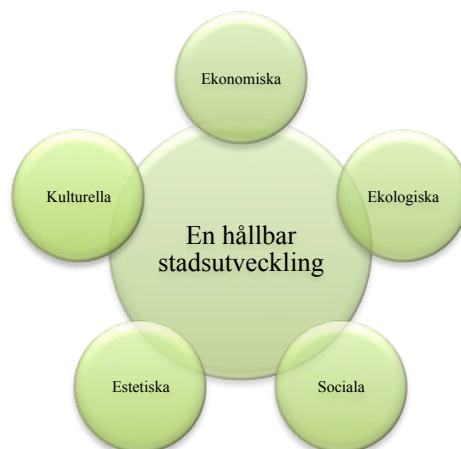 Ekonomiska
Kulturella
Ekologiska
En hållbar
stadsutveckling
Estetiska
Sociala